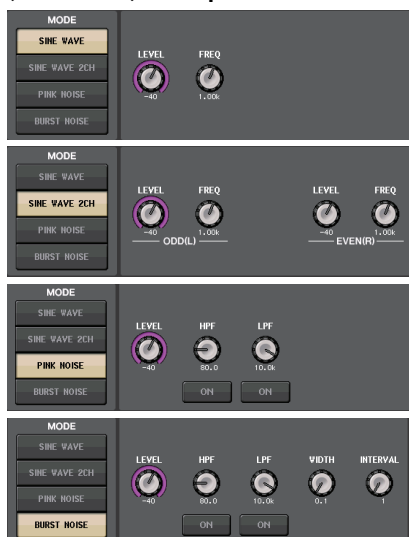 MODE
SINE WAVE
SINE WAVE 2CH
PINK NOISE
BURST NOISE
LEVEL FREQ
-40 1.00k
MODE
SINE WAVE
SINE WAVE 2CH
PINK NOISE
BURST NOISE
LEVEL FREQ LEVEL FREQ
-40 1.00k -40 1.00k
ODD(L) EVEN(R)
MODE
SINE WAVE
SINE WAVE 2CH
PINK NOISE
BURST NOISE
LEVEL HPF LPF
-40 80.0 10.0k
ON ON
MODE
SINE WAVE
SINE WAVE 2CH
PINK NOISE
BURST NOISE
LEVEL HPF LPF WIDTH INTERVAL
-40 80.0 10.0k 0.1 1
ON ON